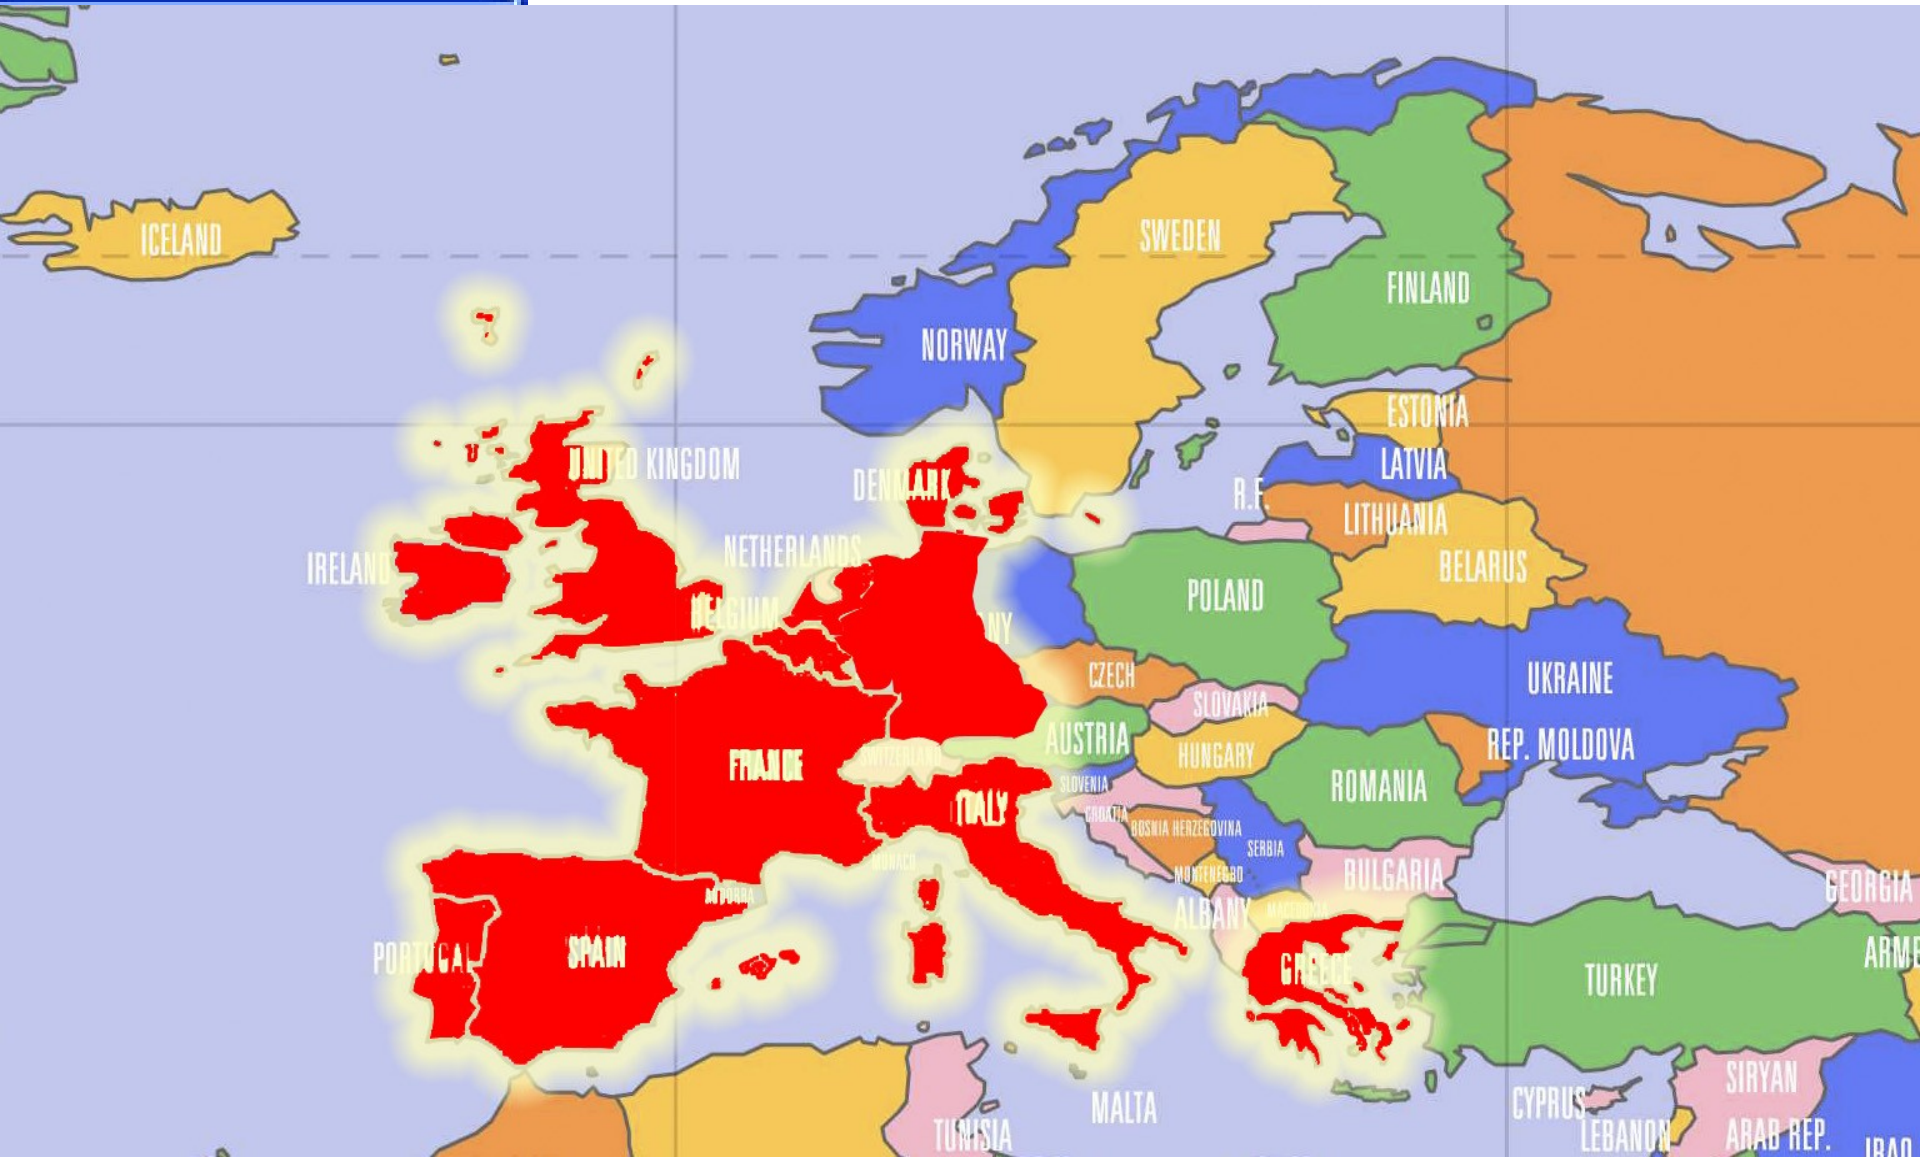 ICELAND
SWEDEN
FINLAND
NORWAY
ESTONIA
UNITED KINGDOM
LATVIA
DENMARK
R.F.
LITHUANIA
NETHERLANDS
IRELAND
BELARUS
POLAND
BELGIUM
NY
CZECH
UKRAINE
SLOVAKIA
AUSTRIA
REP. MOLDOVA
SWITZERLAND
HUNGARY
FRANCE
SLOVENIA
ROMANIA
ITALY
CROATIA
BOSNIA HERZEGOVINA
SERBIA
MONACO
MONTENEGRO
BULGARIA
GEORGIA
ANDORRA
ALBANY
MACEDONIA
PORTUGAL
SPAIN
ARME
GREECE
TURKEY
SIRYAN
ARAB REP.
CYPRUS
MALTA
LEBANON
TUNISIA
IRAQ